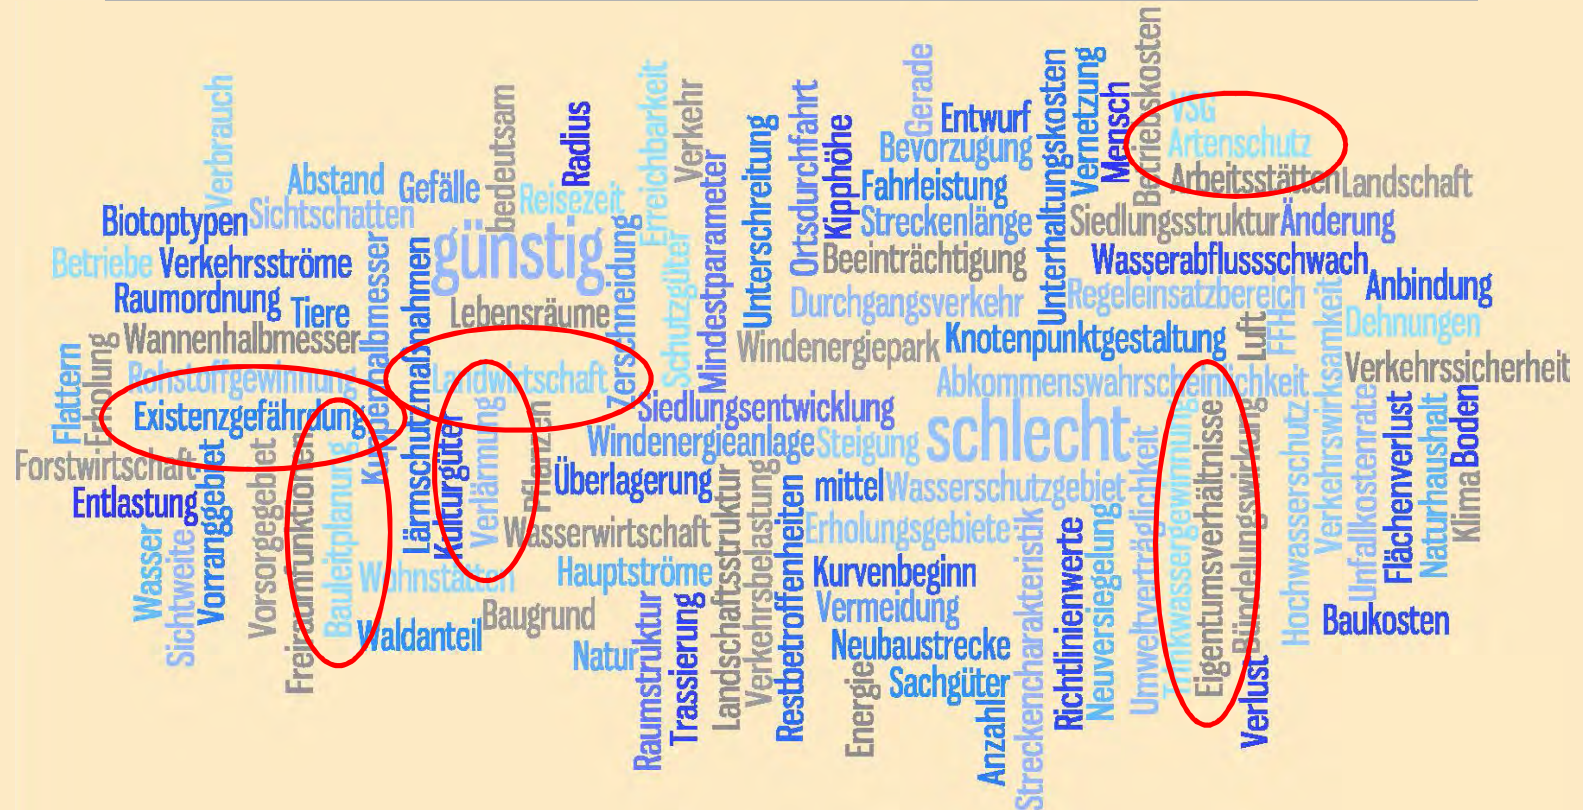 Verbrauch
Abstand
Gefälle
bedeutsam
Radius
Reisezeit
Erreichbarkeit
Verkehr
Biotoptypen
Sichtschatten
günstig
Betriebe
Verkehrsströme
Raumordnung
Tiere
Kuppenhalbmesser
Lärmschutzmaßnahmen
Lebensräume
Zerschneidung
Schutzgüter
Mindestparameter
Wannenhalbmesser
Flattern
Erholung
Rohstoffgewinnung
Landwirtschaft
Existenzgefährdung
Forstwirtschaft
Entlastung
Wasser
Sichtweite
Vorranggebiet
Vorsorgegebiet
Freiraumfunktionen
Bauleitplanung
Kulturgüter
Verlärmung
Pflanzen
Wohnstätten
Waldanteil
Wasserwirtschaft
Baugrund
Unterschreitung
Ortsdurchfahrt
Kipphöhe
Gerade
Entwurf
Bevorzugung
Fahrleistung
Streckenlänge
Beeinträchtigung
Durchgangsverkehr
Windenergiepark
Knotenpunktgestaltung
Unterhaltungskosten
Vernetzung
Mensch
Betriebskosten
VSG
Artenschutz
Arbeitsstätten
Landschaft
Siedlungsstruktur
Änderung
Wasserabflussschwach
Anbindung
Regeleinsatzbereich
Luft
FFH
Verkehrswirksamkeit
Dehnungen
Verkehrssicherheit
Abkommenswahrscheinlichkeit
Siedlungsentwicklung
Windenergieanlage
Steigung
schlecht
Überlagerung
mittel
Wasserschutzgebiet
Erholungsgebiete
Hauptströme
Kurvenbeginn
Vermeidung
Neubaustrecke
Natur
Sachgüter
Raumstruktur
Trassierung
Landschaftsstruktur
Verkehrsbelastung
Restbetroffenheiten
Energie
Anzahl
Streckencharakteristik
Richtlinienwerte
Neuversiegelung
Umweltverträglichkeit
Trinkwassergewinnung
Eigentumsverhältnisse
Bündelungswirkung
Verlust
Hochwasserschutz
Unfallkostenrate
Flächenverlust
Naturhaushalt
Klima
Boden
Baukosten